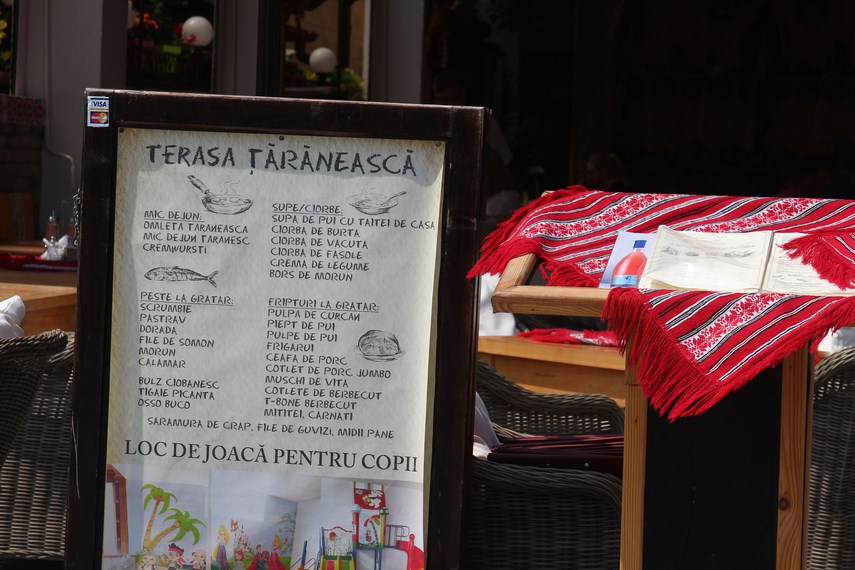 VISA
MasterCard
TERASA ȚĂRĂNEASCĂ
MIC DEJUN:
OMLETA TARANEASCA
MIC DEJUN TARANESC
CREMWURSTI
SUPE/CIORBE:
SUPA DE PUI CU TAITEI DE CASA
CIORBA DE BURTA
CIORBA DE VACUTA
CIORBA DE FASOLE
CREMA DE LEGUME
BORS DE MORUN
PESTE LA GRATAR:
SCRUMBIE
PASTRAV
DORADA
FILE DE SOMON
MORUN
CALAMAR
BULZ CIOBANESC
TIGAIE PICANTA
OSSO BUCO
FRIPTURI LA GRATAR:
PULPA DE CURCAN
PIEPT DE PUI
PULPE DE PUI
FRIGARUI
CEAFA DE PORC
COTLET DE PORC JUMBO
MUSCHI DE VITA
COTLETE DE BERBECUT
T-BONE BERBECUT
MITITEI, CARNATI
SARAMURA DE CRAP, FILE DE GUVIZI, MIDII PANE
LOC DE JOACĂ PENTRU COPII